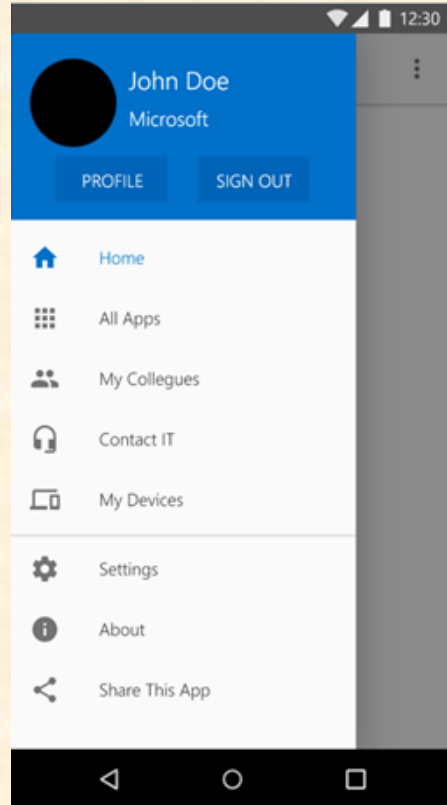 12:30
John Doe
Microsoft
PROFILE SIGN OUT
Home
All Apps
My Collegues
Contact IT
My Devices
Settings
About
Share This App